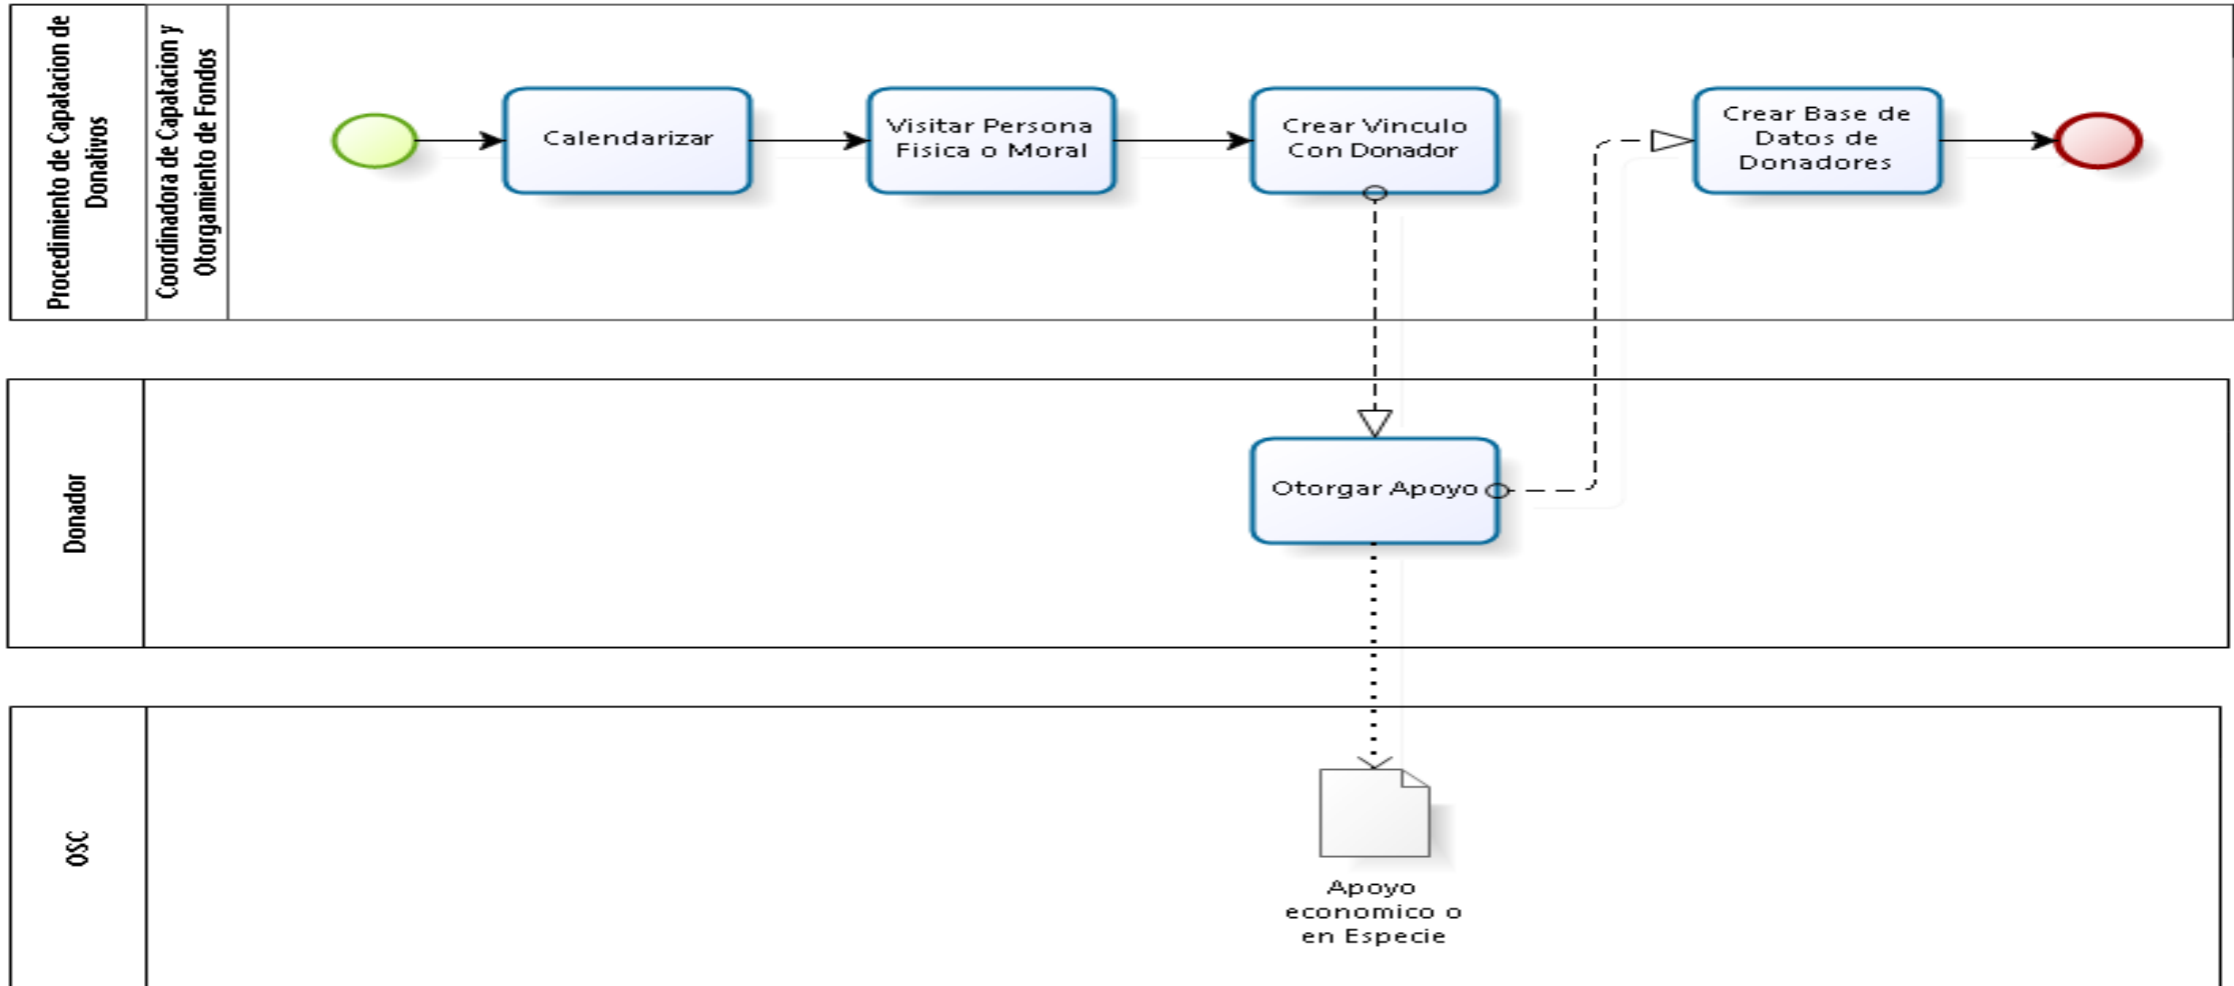 Procedimiento de Capatacion de
Donativos
Coordinadora de Capatacion y
Otorgamiento de Fondos
Calendarizar
Visitar Persona
Fisica o Moral
Crear Vinculo
Con Donador
Crear Base de
Datos de
Donadores
Donador
Otorgar Apoyo
OSC
Apoyo
economico o
en Especie